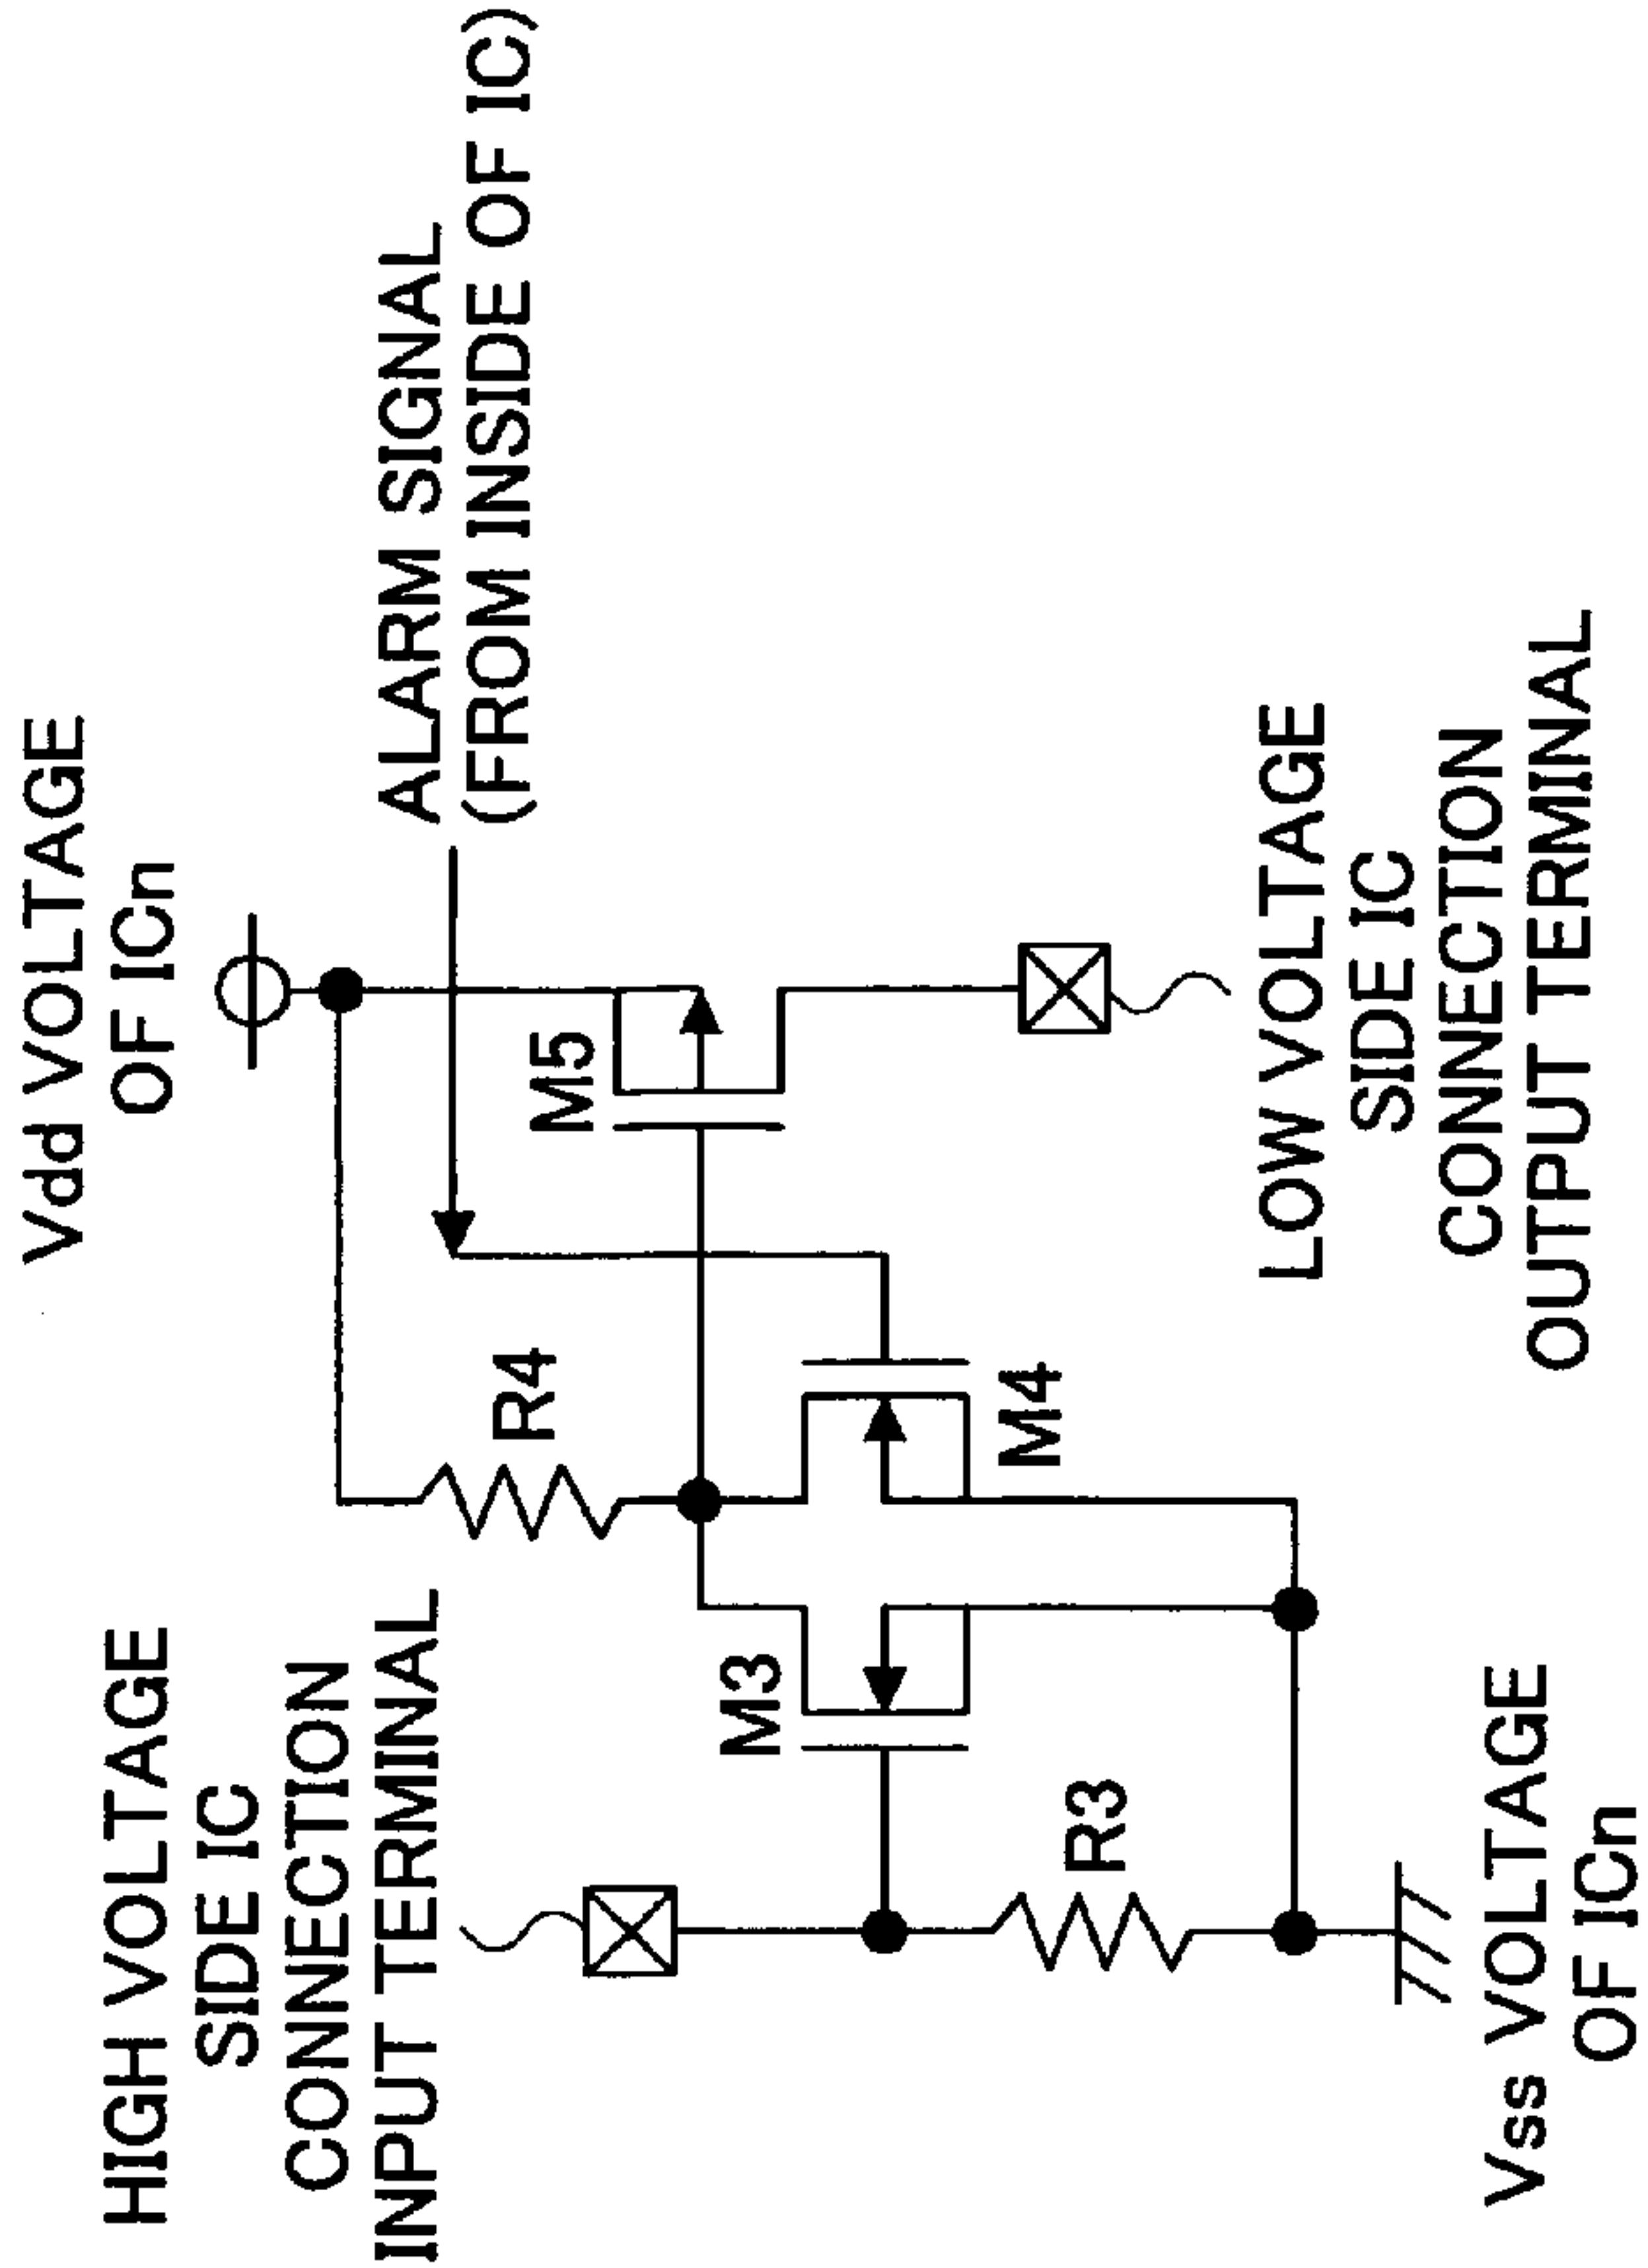 HIGH VOLTAGE
SIDE IC
CONNECTION
INPUT TERMINAL
Vdd VOLTAGE
OF ICn
ALARM SIGNAL
(FROM INSIDE OF IC)
R4
M5
M3
M4
R3
Vss VOLTAGE
OF ICn
LOW VOLTAGE
SIDE IC
CONNECTION
OUTPUT TERMINAL